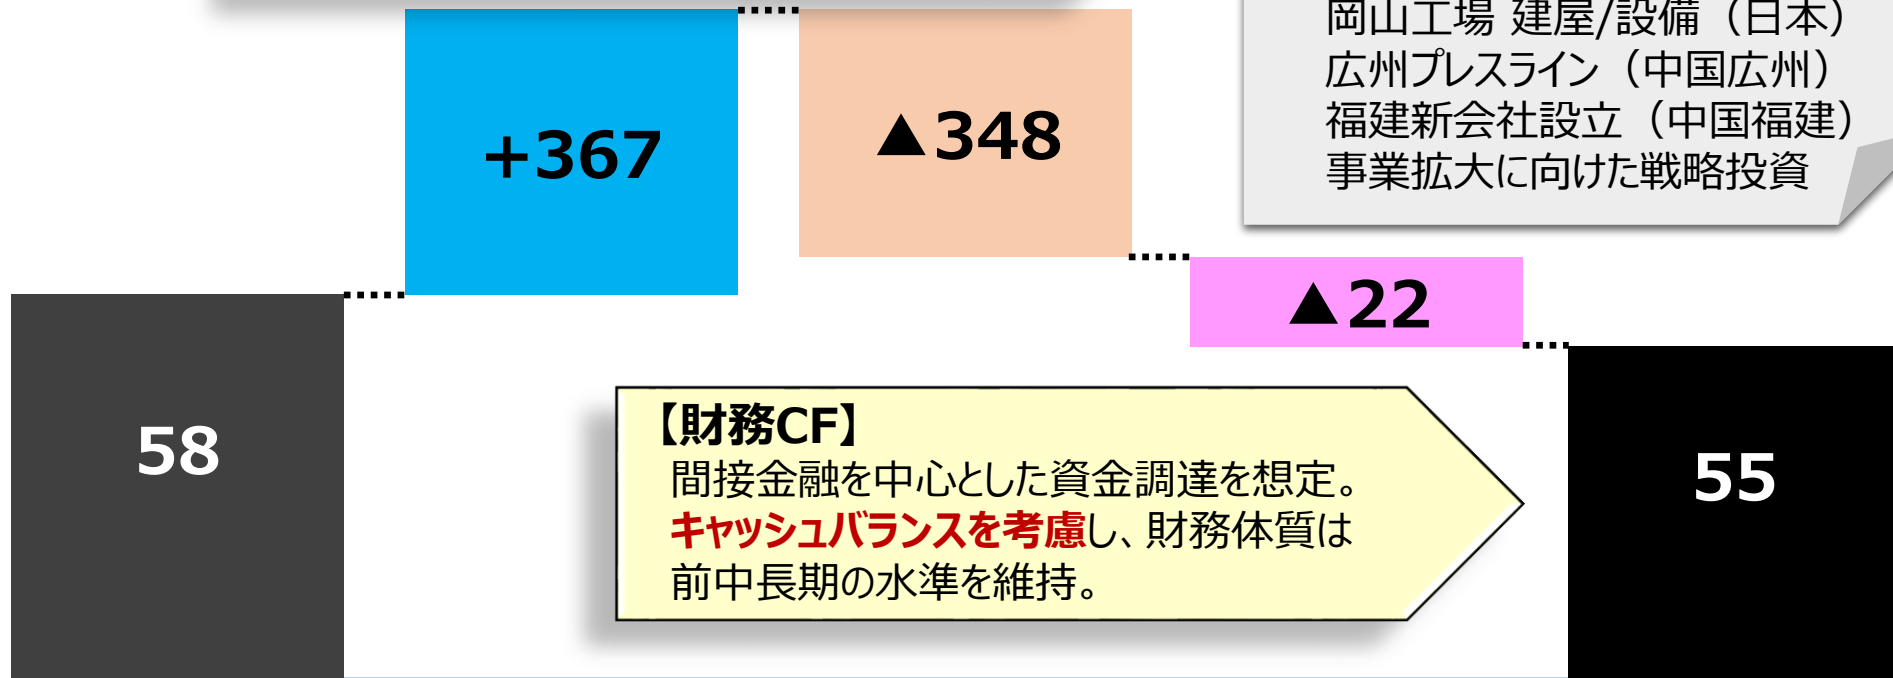 岡山工場 建屋/設備（日本）
広州プレスライン（中国広州）
福建新会社設立（中国福建）
事業拡大に向けた戦略投資
+367
▲348
▲22
58
【財務CF】
間接金融を中心とした資金調達を想定。
キャッシュバランスを考慮し、財務体質は
前中長期の水準を維持。
55